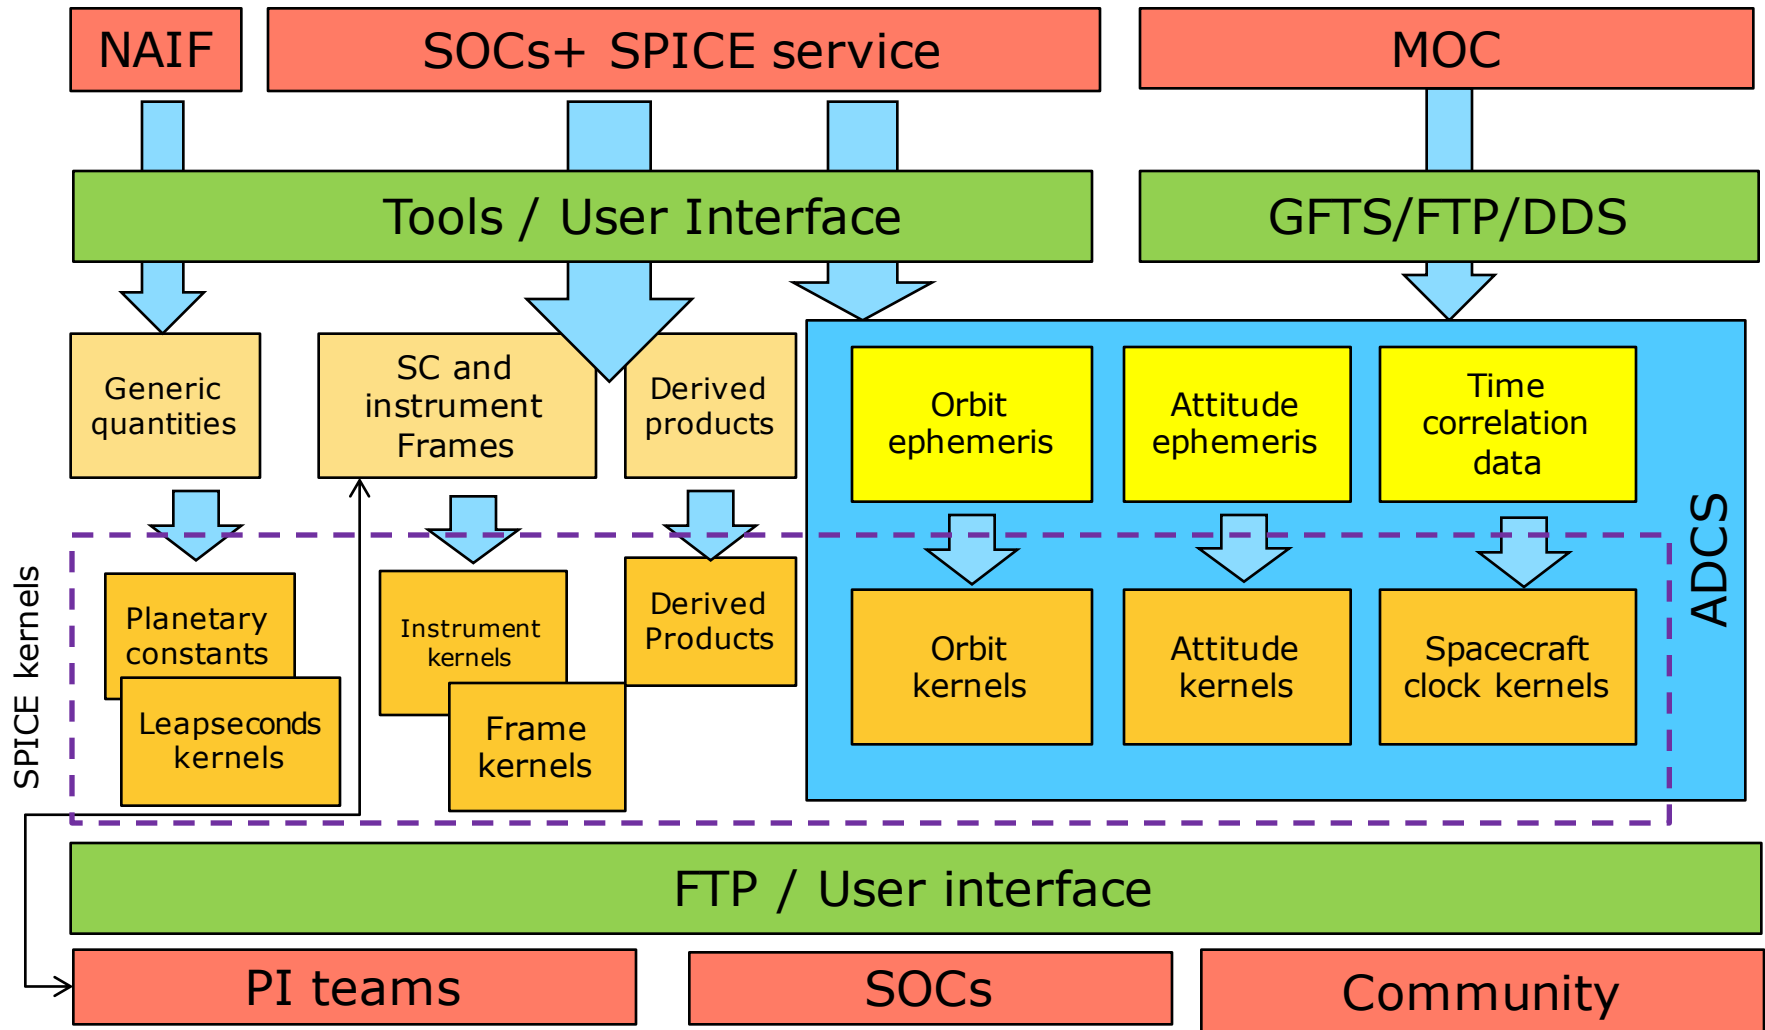 NAIF
SOCs+ SPICE service
MOC
Tools / User Interface
GFTS/FTP/DDS
Generic
quantities
SC and
instrument
Frames
Derived
products
Orbit
ephemeris
Attitude
ephemeris
Time
correlation
data
ADCS
SPICE kernels
Planetary
constants
Leapseconds
kernels
Instrument
kernels
Frame
kernels
Derived
Products
Orbit
kernels
Attitude
kernels
Spacecraft
clock kernels
FTP / User interface
PI teams
SOCs
Community